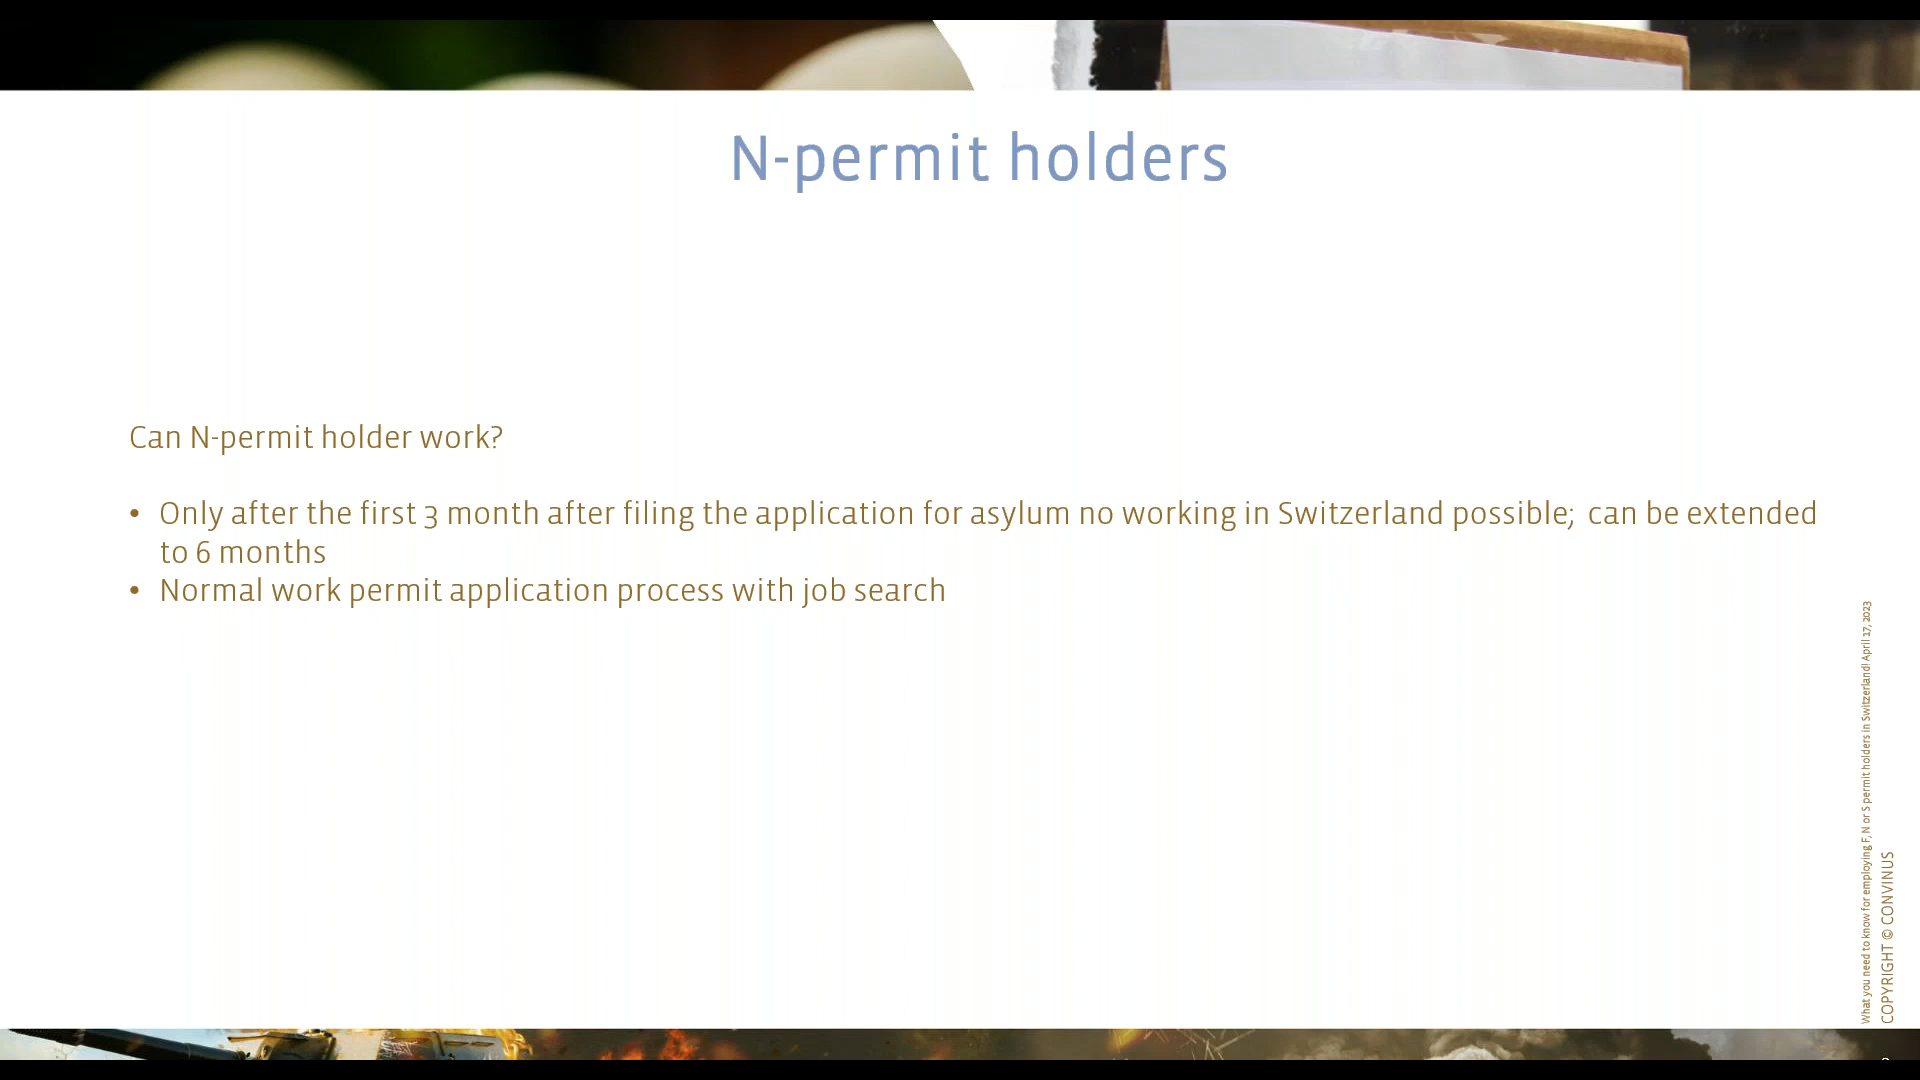 N-permit holders
Can N-permit holder work?
• Only after the first 3 month after filing the application for asylum no working in Switzerland possible;  can be extended
to 6 months
• Normal work permit application process with job search
What you need to know for employing F, N or S permit holders in Switzerland! April 17, 2023
COPYRIGHT © CONVINUS